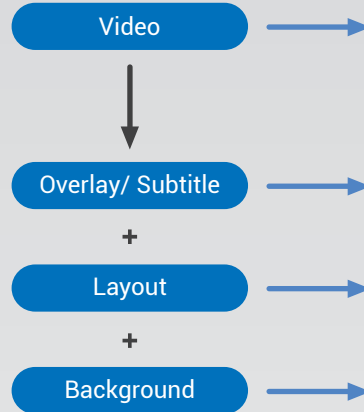 Video
Overlay/ Subtitle
+
Layout
+
Background